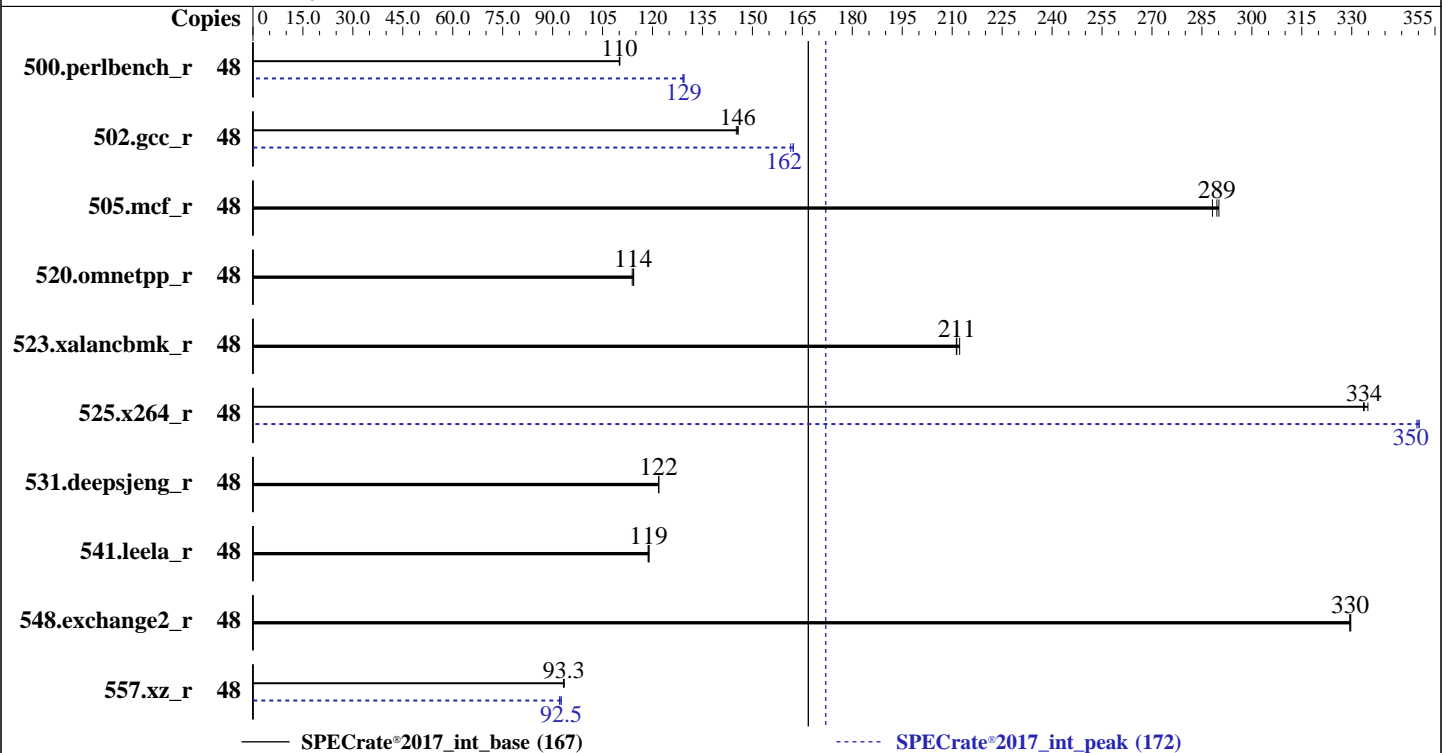 Copies 0 15.0 30.0 45.0 60.0 75.0 90.0 105 120 135 150 165 180 195 210 225 240 255 270 285 300 315 330 355
110
500.perlbench_r 48
129
146
502.gcc_r 48
162
289
505.mcf_r 48
114
520.omnetpp_r 48
211
523.xalancbmk_r 48
334
525.x264_r 48
350
122
531.deepsjeng_r 48
119
541.leela_r 48
330
548.exchange2_r 48
93.3
557.xz_r 48
92.5
SPECrate®2017_int_base (167) SPECrate®2017_int_peak (172)